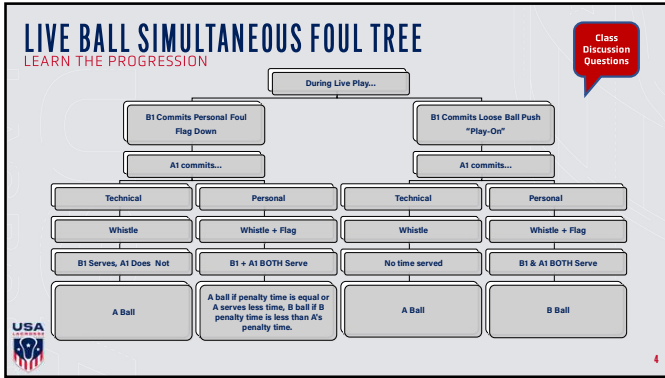 LIVE BALL SIMULTANEOUS FOUL TREE
LEARN THE PROGRESSION
Class
Discussion
Questions
During Live Play...
B1 Commits Personal Foul
Flag Down
B1 Commits Loose Ball Push
"Play-On"
A1 commits...
A1 commits...
Technical
Personal
Technical
Personal
Whistle
Whistle + Flag
Whistle
Whistle + Flag
B1 Serves, A1 Does Not
B1 + A1 BOTH Serve
No time served
B1 & A1 BOTH Serve
A Ball
A ball if penalty time is equal or
A serves less time, B ball if B
penalty time is less than A's
penalty time.
A Ball
B Ball
USA
LACROSSE
4